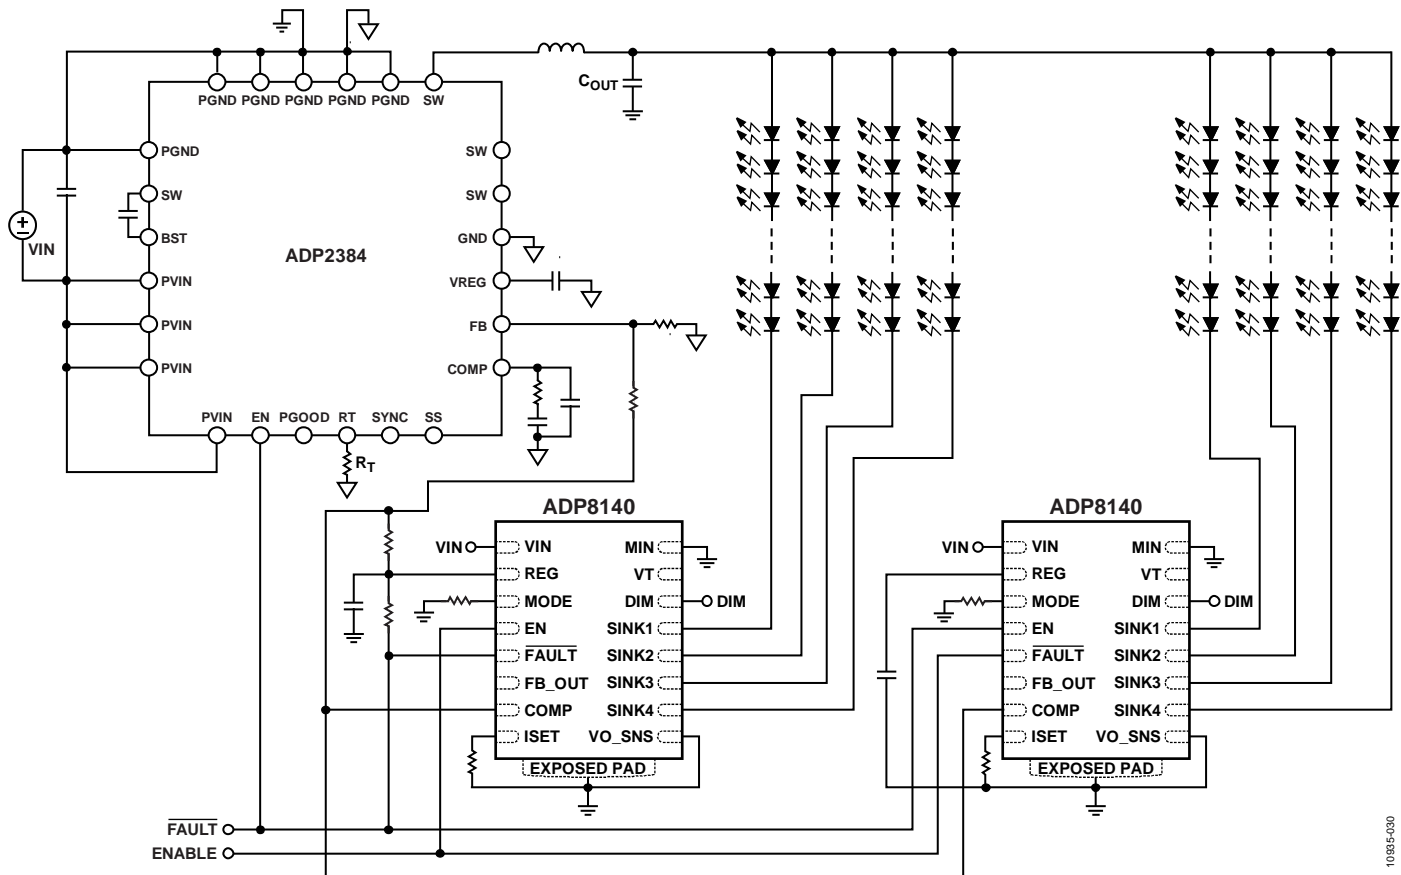 PGND PGND PGND PGND PGND SW
C_OUT
PGND
SW
BST
PVIN
PVIN
PVIN
VIN
ADP2384
SW
SW
GND
VREG
FB
COMP
PVIN EN PGOOD RT SYNC SS
R_T
ADP8140
VIN
VIN
REG
MODE
EN
FAULT
FB_OUT
COMP
ISET
MIN
VT
DIM
DIM
SINK1
SINK2
SINK3
SINK4
VO_SNS
EXPOSED PAD
ADP8140
VIN
VIN
REG
MODE
EN
FAULT
FB_OUT
COMP
ISET
MIN
VT
DIM
DIM
SINK1
SINK2
SINK3
SINK4
VO_SNS
EXPOSED PAD
FAULT
ENABLE
10935-030